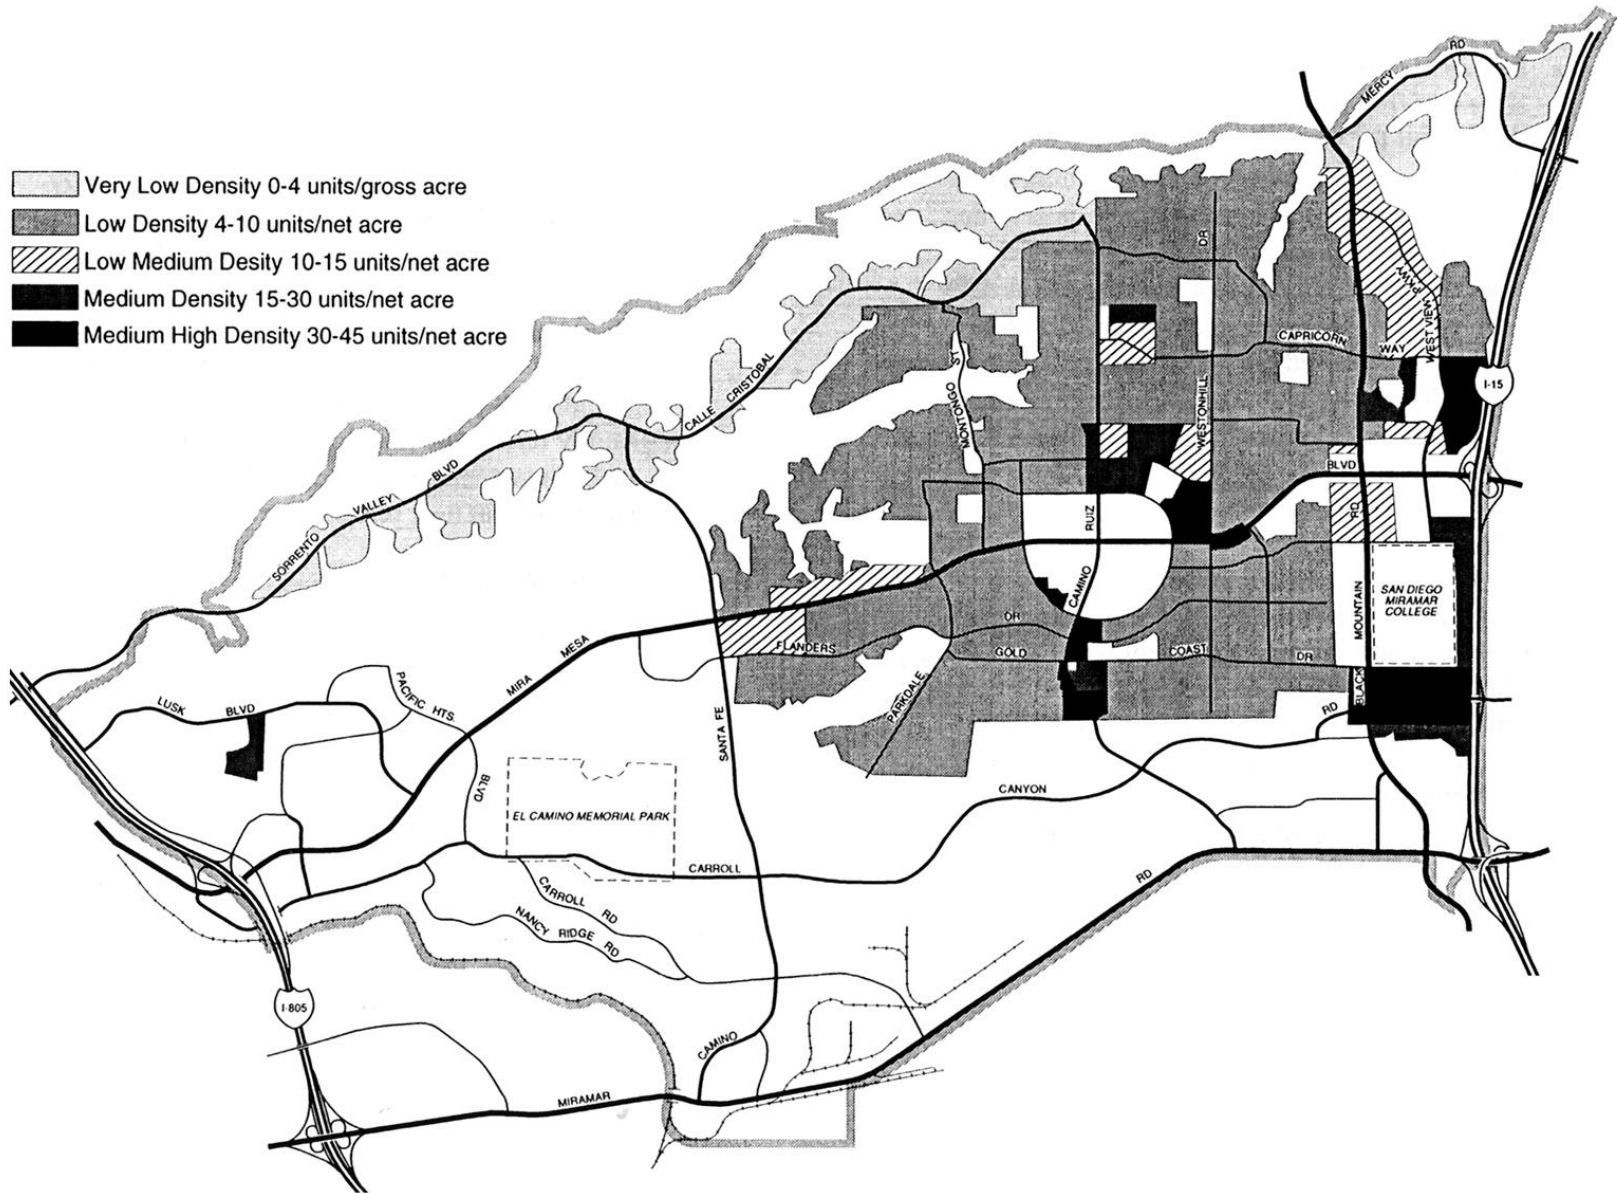 Very Low Density 0-4 units/gross acre
Low Density 4-10 units/net acre
Low Medium Desity 10-15 units/net acre
Medium Density 15-30 units/net acre
Medium High Density 30-45 units/net acre
MERCY
RD
DR
WESTVIEW PKWY
CAPRICORN
WAY
I-15
CALLE CRISTOBAL
MONTONGO
ST
WESTONHILL
SORRENTO
VALLEY
BLVD
BLVD
RD
RUIZ
CAMINO
MOUNTAIN
BLACK
SAN DIEGO
MIRAMAR
COLLEGE
MIRA
MESA
FLANDERS
DR
GOLD
COAST
DR
PARKDALE
LUSK
BLVD
PACIFIC HTS.
BLVD
SANTA FE
RD
CANYON
EL CAMINO MEMORIAL PARK
CARROLL
CARROLL RD
NANCY RIDGE RD
RD
I-805
CAMINO
MIRAMAR